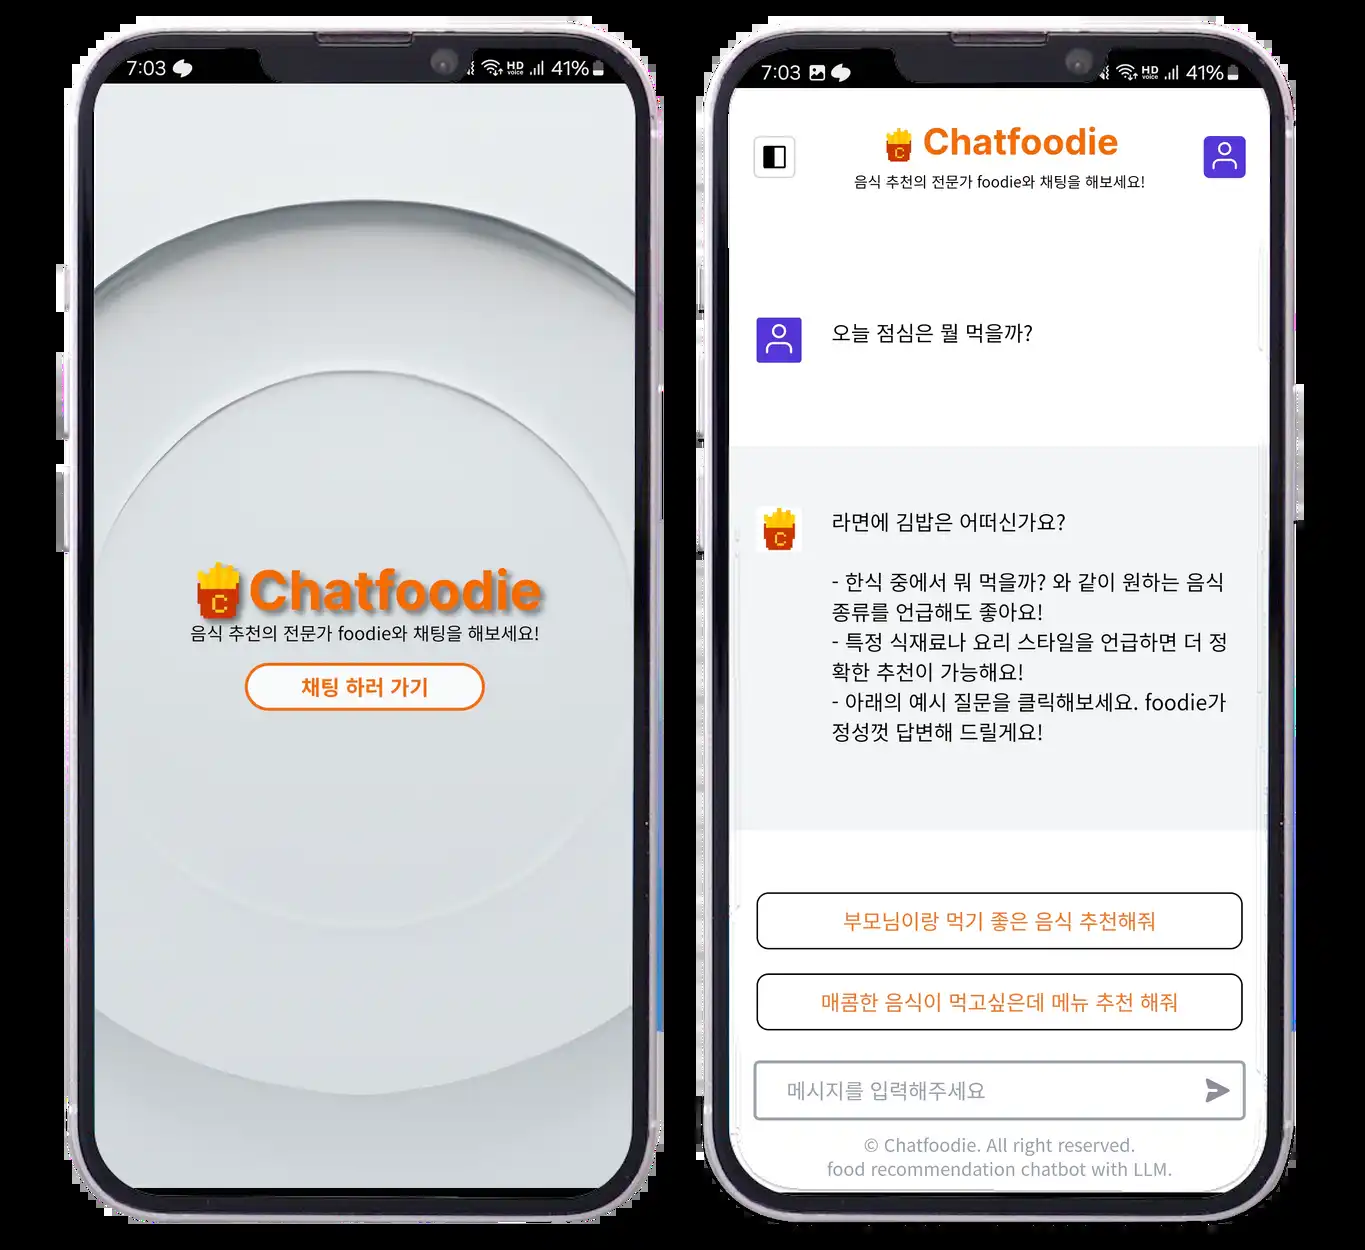 7:03
HD voice 41%
C Chatfoodie
음식 추천의 전문가 foodie와 채팅을 해보세요!
채팅 하러 가기
7:03
HD voice 41%
C Chatfoodie
음식 추천의 전문가 foodie와 채팅을 해보세요!
오늘 점심은 뭘 먹을까?
C
라면에 김밥은 어떠신가요?
- 한식 중에서 뭐 먹을까? 와 같이 원하는 음식
종류를 언급해도 좋아요!
- 특정 식재료나 요리 스타일을 언급하면 더 정
확한 추천이 가능해요!
- 아래의 예시 질문을 클릭해보세요. foodie가
정성껏 답변해 드릴게요!
부모님이랑 먹기 좋은 음식 추천해줘
매콤한 음식이 먹고싶은데 메뉴 추천 해줘
메시지를 입력해주세요
© Chatfoodie. All right reserved.
food recommendation chatbot with LLM.